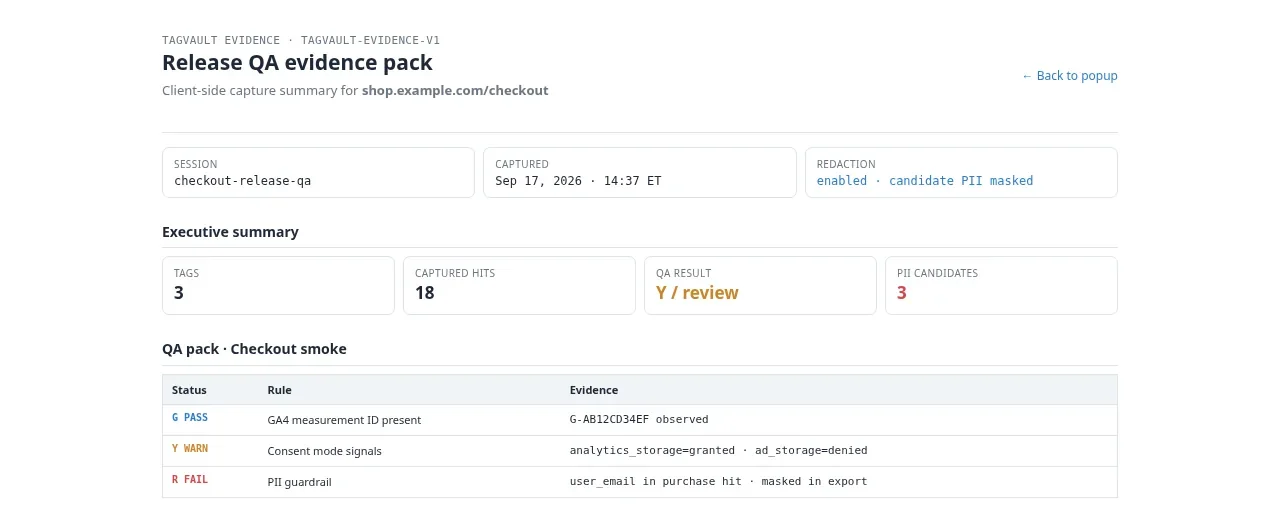 TAGVAULT EVIDENCE · TAGVAULT-EVIDENCE-V1
Release QA evidence pack
← Back to popup
Client-side capture summary for shop.example.com/checkout
SESSION
checkout-release-qa
CAPTURED
Sep 17, 2026 · 14:37 ET
REDACTION
enabled · candidate PII masked
Executive summary
TAGS
3
CAPTURED HITS
18
QA RESULT
Y / review
PII CANDIDATES
3
QA pack · Checkout smoke
Status Rule Evidence
G PASS GA4 measurement ID present G-AB12CD34EF observed
Y WARN Consent mode signals analytics_storage=granted · ad_storage=denied
R FAIL PII guardrail user_email in purchase hit · masked in export